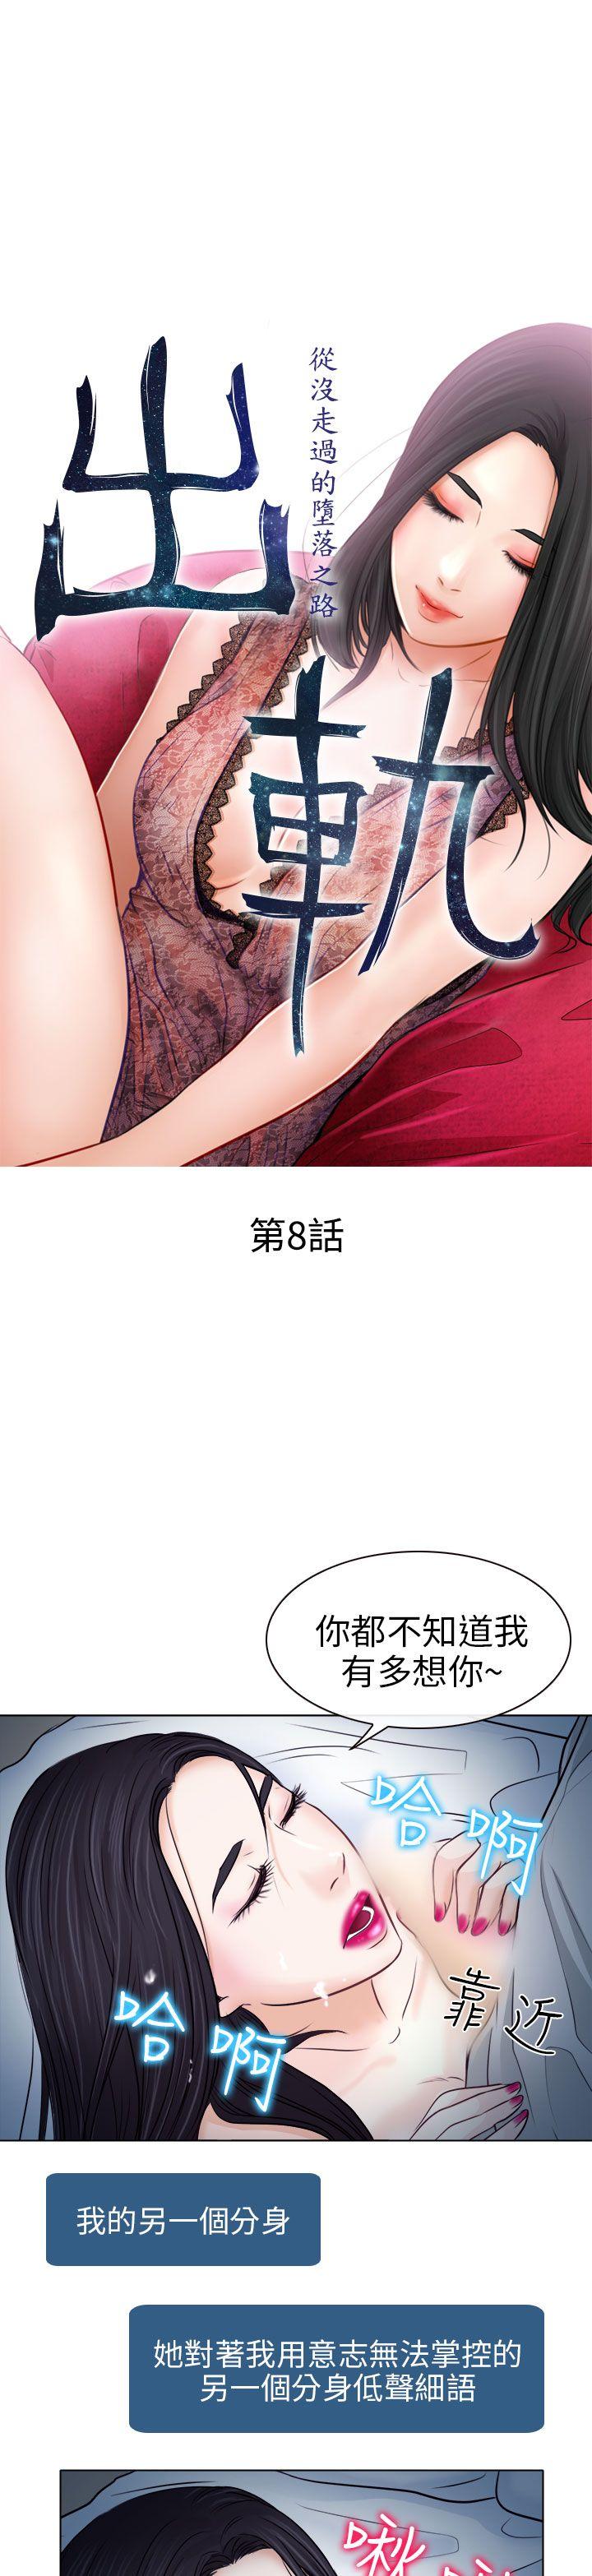 出軌
從沒走過的墮落之路
第8話
你都不知道我
有多想你~
哈啊
哈啊
靠近
我的另一個分身
她對著我用意志無法掌控的
另一個分身低聲細語
啾